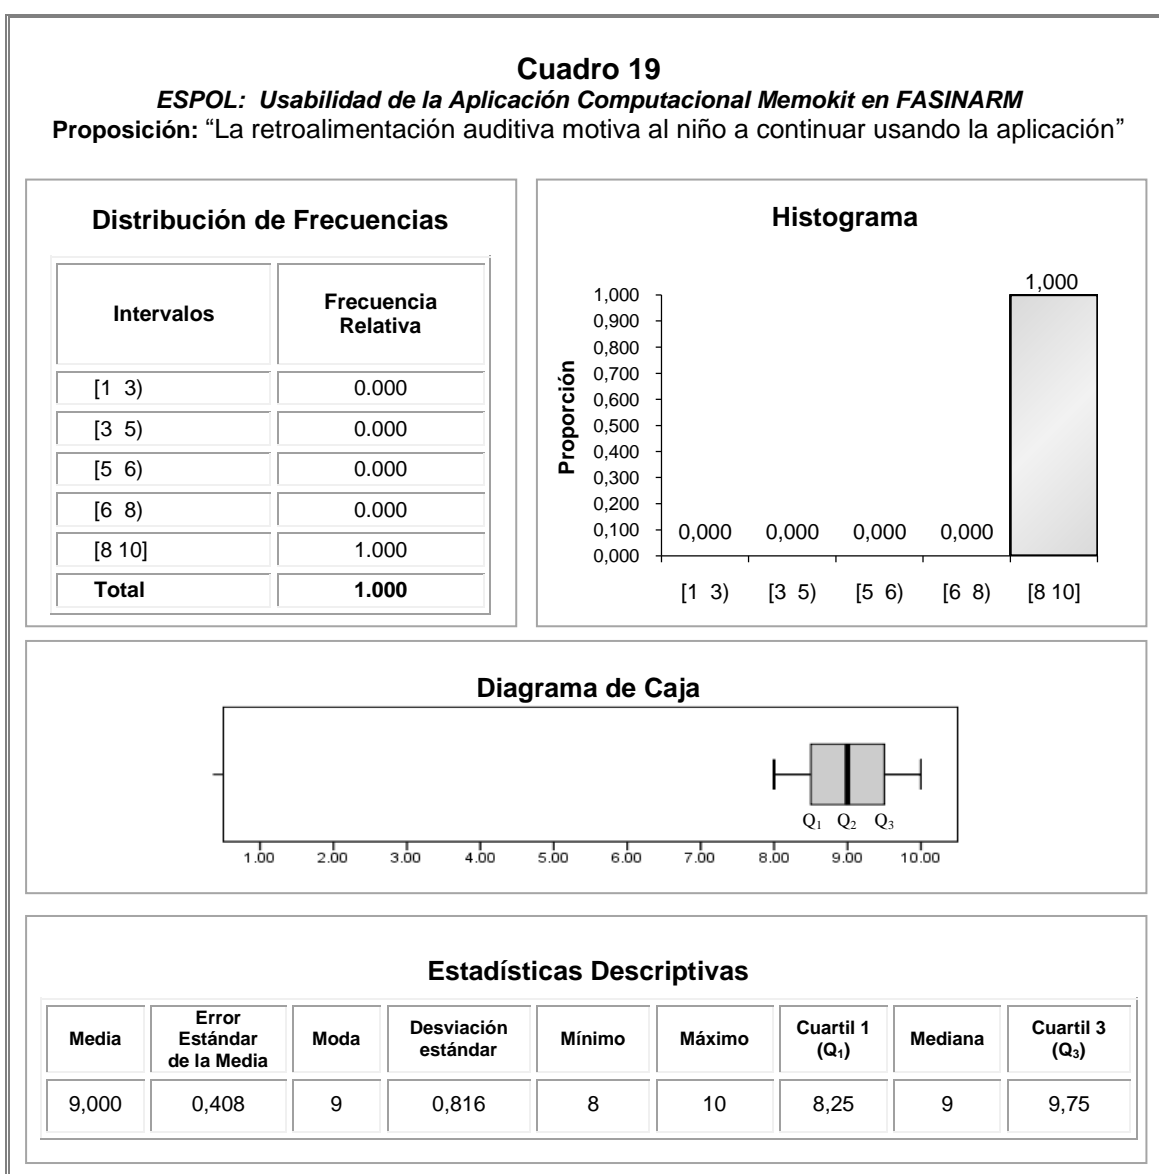 Cuadro 19
ESPOL: Usabilidad de la Aplicación Computacional Memokit en FASINARM
Proposición: “La retroalimentación auditiva motiva al niño a continuar usando la aplicación”
Distribución de Frecuencias
Intervalos Frecuencia Relativa
[1 3) 0.000
[3 5) 0.000
[5 6) 0.000
[6 8) 0.000
[8 10] 1.000
Total 1.000
Histograma
Proporción
1,000
0,900
0,800
0,700
0,600
0,500
0,400
0,300
0,200
0,100
0,000
0,000 0,000 0,000 0,000 1,000
[1 3) [3 5) [5 6) [6 8) [8 10]
Diagrama de Caja
Q1 Q2 Q3
1.00 2.00 3.00 4.00 5.00 6.00 7.00 8.00 9.00 10.00
Estadísticas Descriptivas
Media Error Estándar de la Media Moda Desviación estándar Mínimo Máximo Cuartil 1 (Q1) Mediana Cuartil 3 (Q3)
9,000 0,408 9 0,816 8 10 8,25 9 9,75